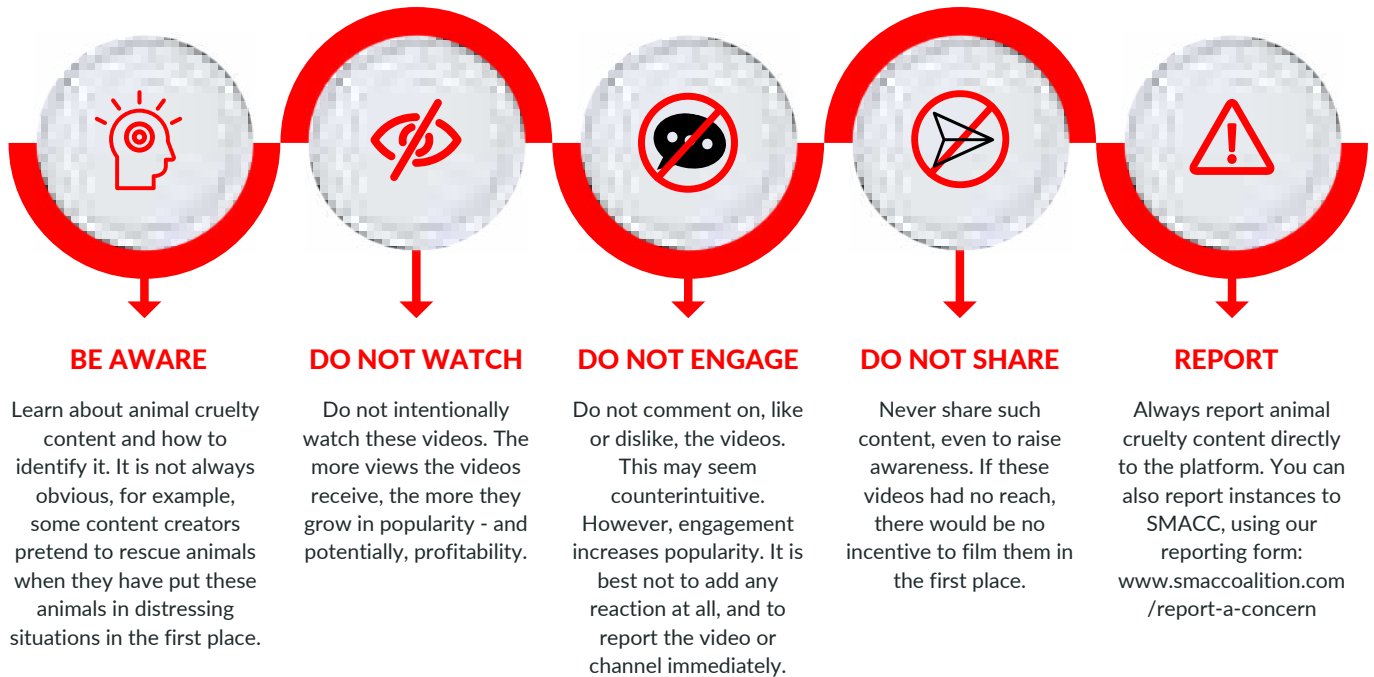 BE AWARE
Learn about animal cruelty
content and how to
identify it. It is not always
obvious, for example,
some content creators
pretend to rescue animals
when they have put these
animals in distressing
situations in the first place.
DO NOT WATCH
Do not intentionally
watch these videos. The
more views the videos
receive, the more they
grow in popularity - and
potentially, profitability.
DO NOT ENGAGE
Do not comment on, like
or dislike, the videos.
This may seem
counterintuitive.
However, engagement
increases popularity. It is
best not to add any
reaction at all, and to
report the video or
channel immediately.
DO NOT SHARE
Never share such
content, even to raise
awareness. If these
videos had no reach,
there would be no
incentive to film them in
the first place.
REPORT
Always report animal
cruelty content directly
to the platform. You can
also report instances to
SMACC, using our
reporting form:
www.smaccoalition.com
/report-a-concern